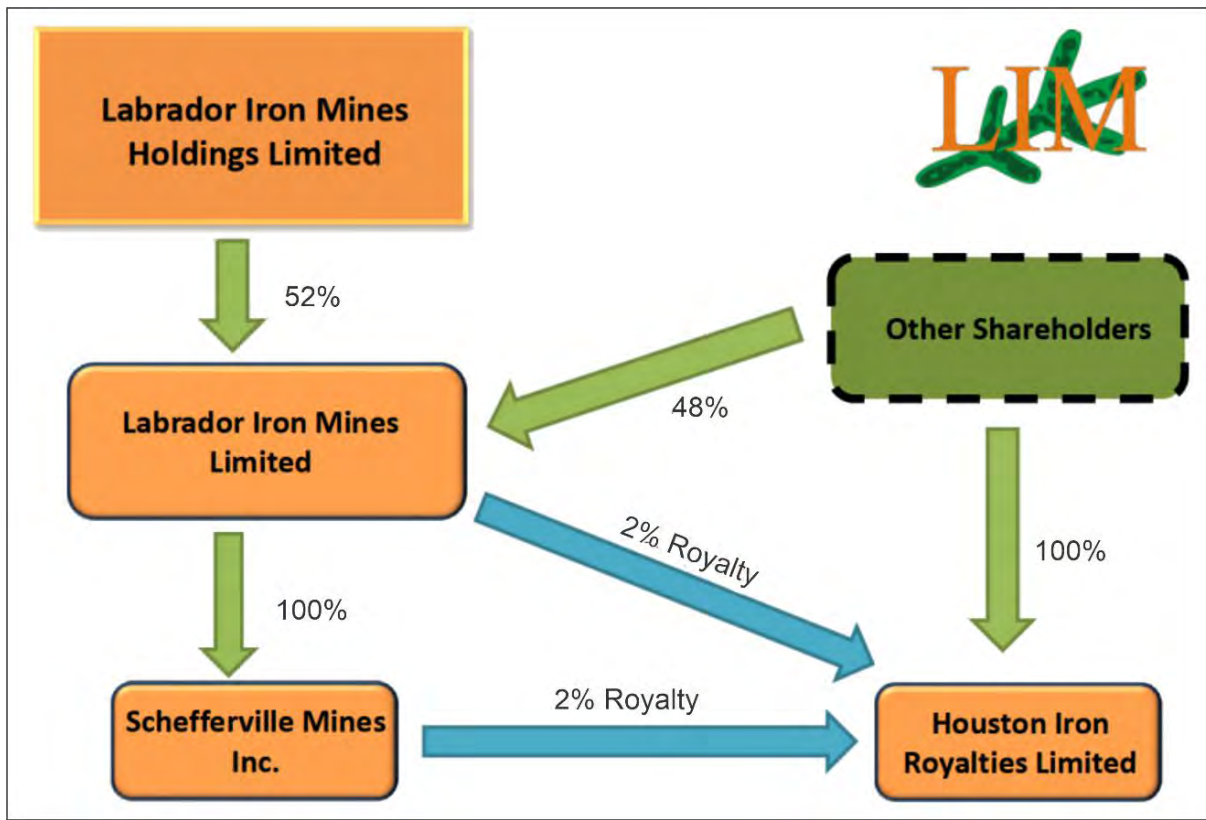 Labrador Iron Mines
Holdings Limited
LIM
52%
Other Shareholders
48%
Labrador Iron Mines
Limited
2% Royalty
100%
100%
2% Royalty
Schefferville Mines
Inc.
Houston Iron
Royalties Limited